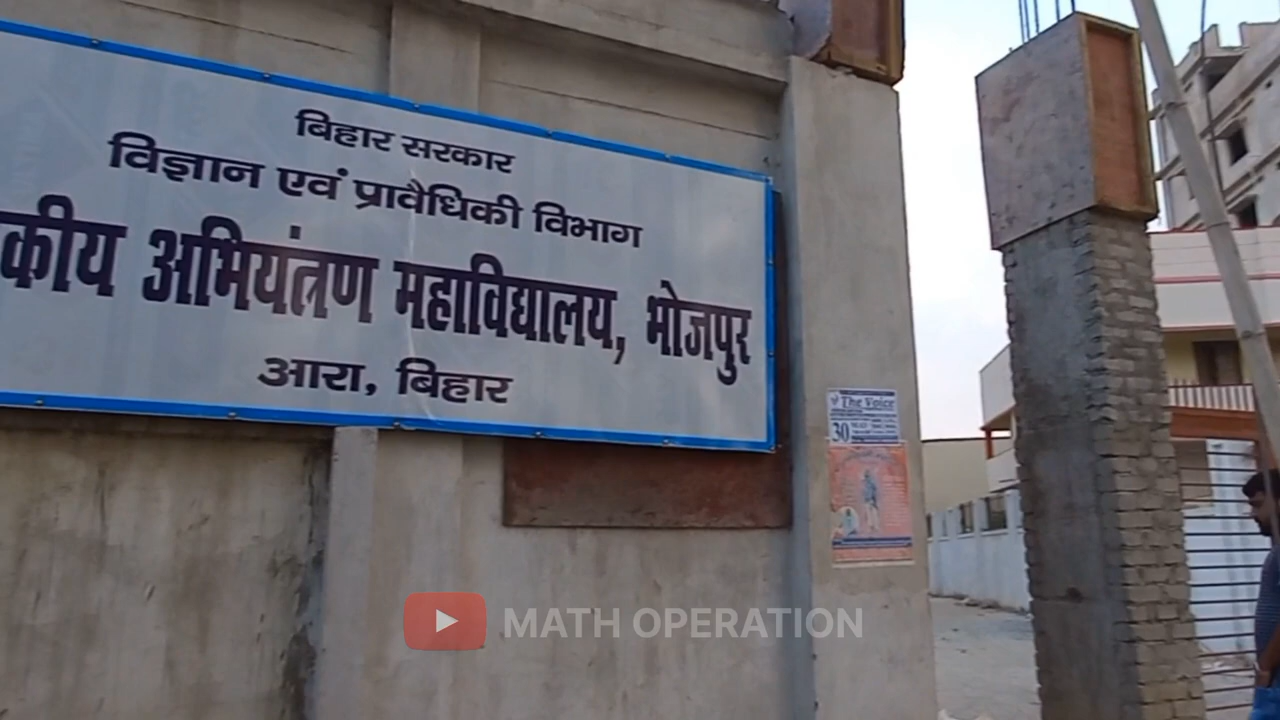 बिहार सरकार
विज्ञान एवं प्रावैधिकी विभाग
कीय अभियंत्रण महाविद्यालय, भोजपुर
आरा, बिहार
The Voice
30
MATH OPERATION